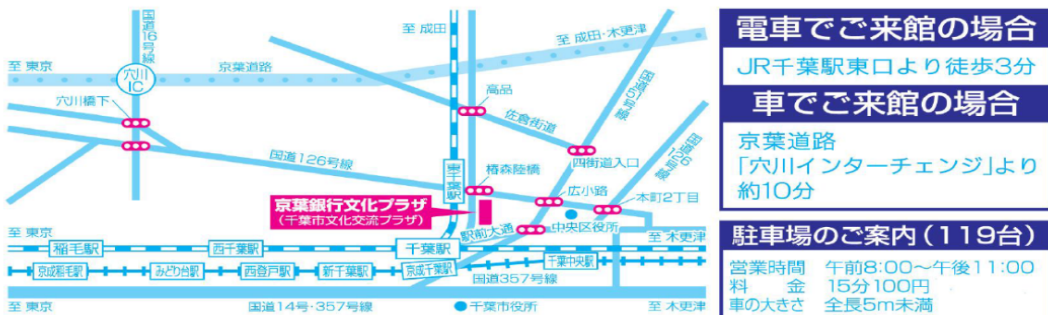 国道16号線
至 成田
至 成田・木更津
至 東京
京葉道路
穴川
IC
穴川橋下
高品
佐倉街道
国道51号線
国道126号線
四街道入口
国道126号線
東千葉駅
椿森陸橋
広小路
本町2丁目
京葉銀行文化プラザ
(千葉市文化交流プラザ)
駅前大通
中央区役所
至 東京
稲毛駅
西千葉駅
千葉駅
至 木更津
京成稲毛駅
みどり台駅
西登戸駅
新千葉駅
京成千葉駅
千葉中央駅
国道357号線
至 東京
国道14号・357号線
千葉市役所
至 木更津
電車でご来館の場合
JR千葉駅東口より徒歩3分
車でご来館の場合
京葉道路
「穴川インターチェンジ」より
約10分
駐車場のご案内(119台)
営業時間 午前8:00〜午後11:00
料 金 15分100円
車の大きさ 全長5m未満